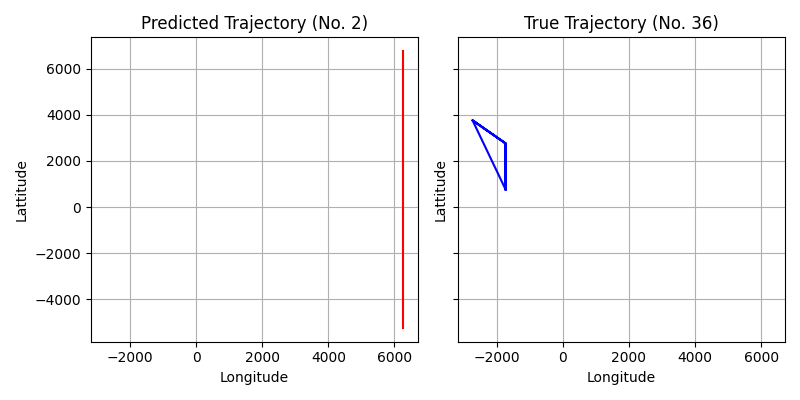 Predicted Trajectory (No. 2)
True Trajectory (No. 36)
Lattitude
6000
4000
2000
0
−2000
−4000
−2000 0 2000 4000 6000
Longitude
Lattitude
−2000 0 2000 4000 6000
Longitude